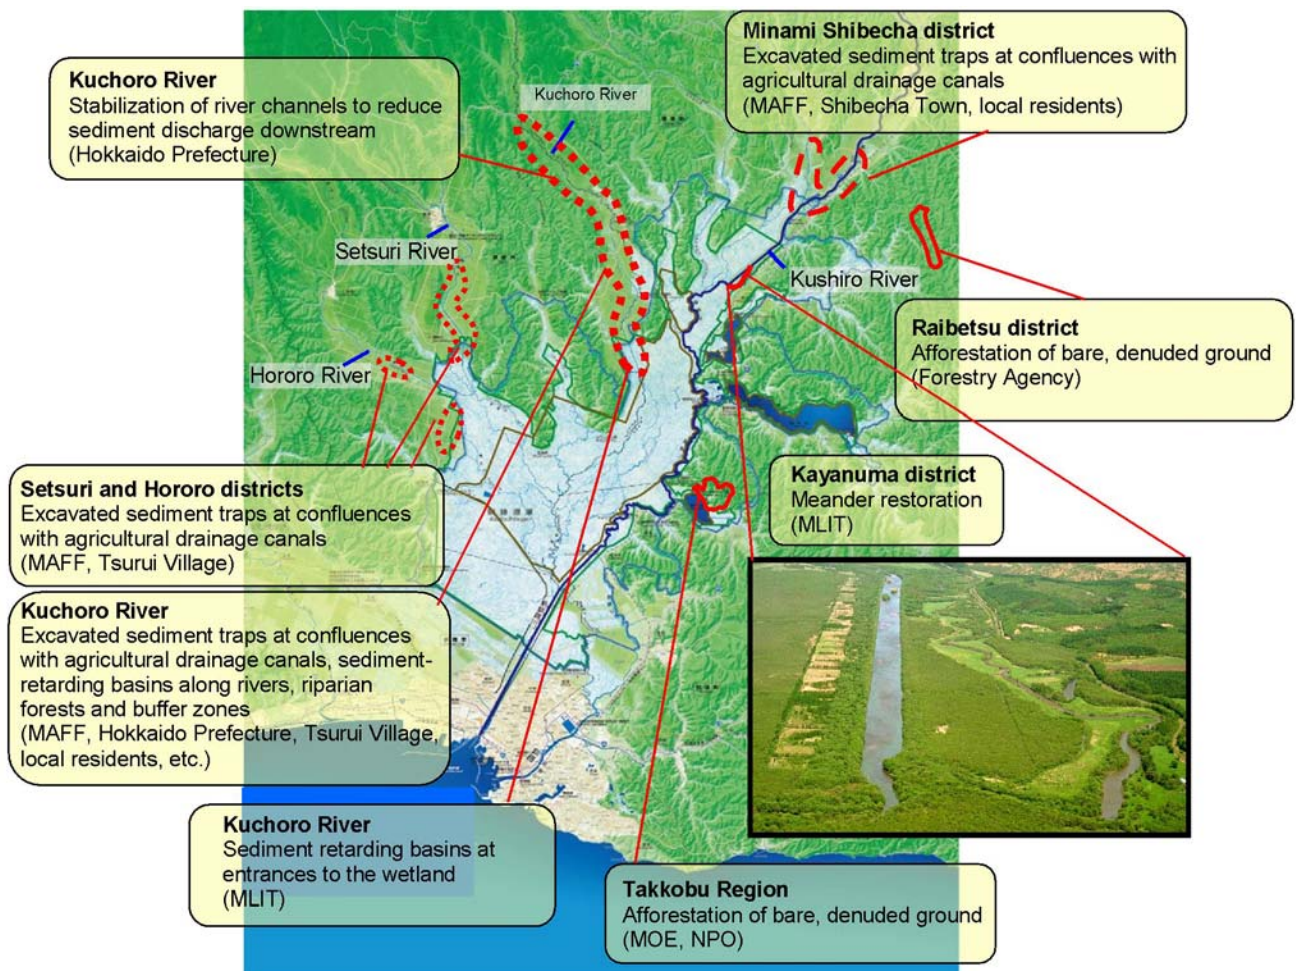 Minami Shibecha district
Excavated sediment traps at confluences with
agricultural drainage canals
(MAFF, Shibecha Town, local residents)
Kuchoro River
Stabilization of river channels to reduce
sediment discharge downstream
(Hokkaido Prefecture)
Kuchoro River
Setsuri River
Kushiro River
Hororo River
Raibetsu district
Afforestation of bare, denuded ground
(Forestry Agency)
Kayanuma district
Meander restoration
(MLIT)
Setsuri and Hororo districts
Excavated sediment traps at confluences
with agricultural drainage canals
(MAFF, Tsurui Village)
Kuchoro River
Excavated sediment traps at confluences
with agricultural drainage canals, sediment-
retarding basins along rivers, riparian
forests and buffer zones
(MAFF, Hokkaido Prefecture, Tsurui Village,
local residents, etc.)
Kuchoro River
Sediment retarding basins at
entrances to the wetland
(MLIT)
Takkobu Region
Afforestation of bare, denuded ground
(MOE, NPO)